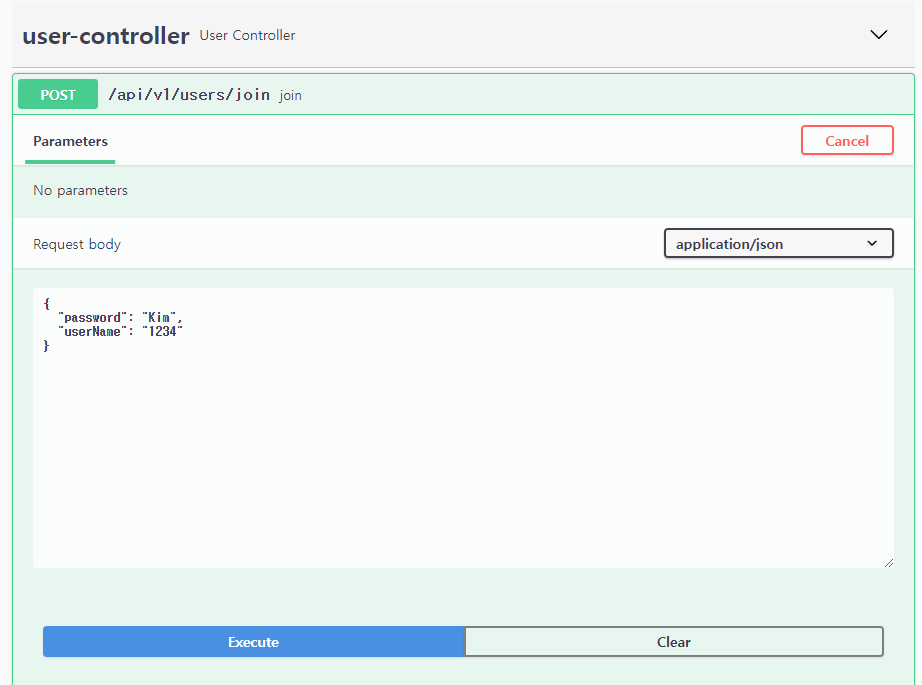 user-controller User Controller
POST /api/v1/users/join join
Parameters Cancel
No parameters
Request body application/json
{
"password": "Kim",
"userName": "1234"
}
Execute Clear